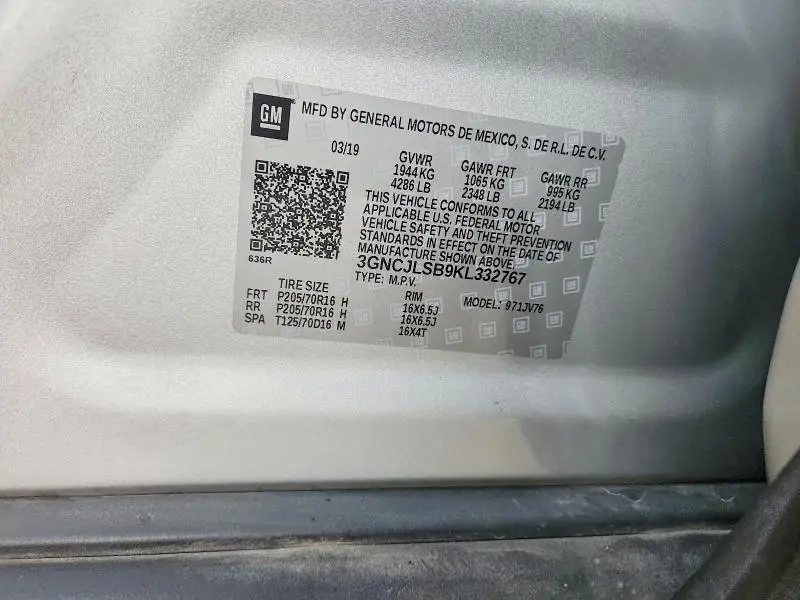 GM
MFD BY GENERAL MOTORS DE MEXICO, S. DE R.L. DE C.V.
03/19 GVWR GAWR FRT GAWR RR
1944 KG 1065 KG 995 KG
4286 LB 2348 LB 2194 LB
THIS VEHICLE CONFORMS TO ALL
APPLICABLE U.S. FEDERAL MOTOR
VEHICLE SAFETY AND THEFT PREVENTION
STANDARDS IN EFFECT ON THE DATE OF
MANUFACTURE SHOWN ABOVE.
636R
3GNCJLSB9KL332767
TYPE: M.P.V.
MODEL: 971JV76
TIRE SIZE RIM
FRT P205/70R16 H 16X6.5J
RR P205/70R16 H 16X6.5J
SPA T125/70D16 M 16X4T